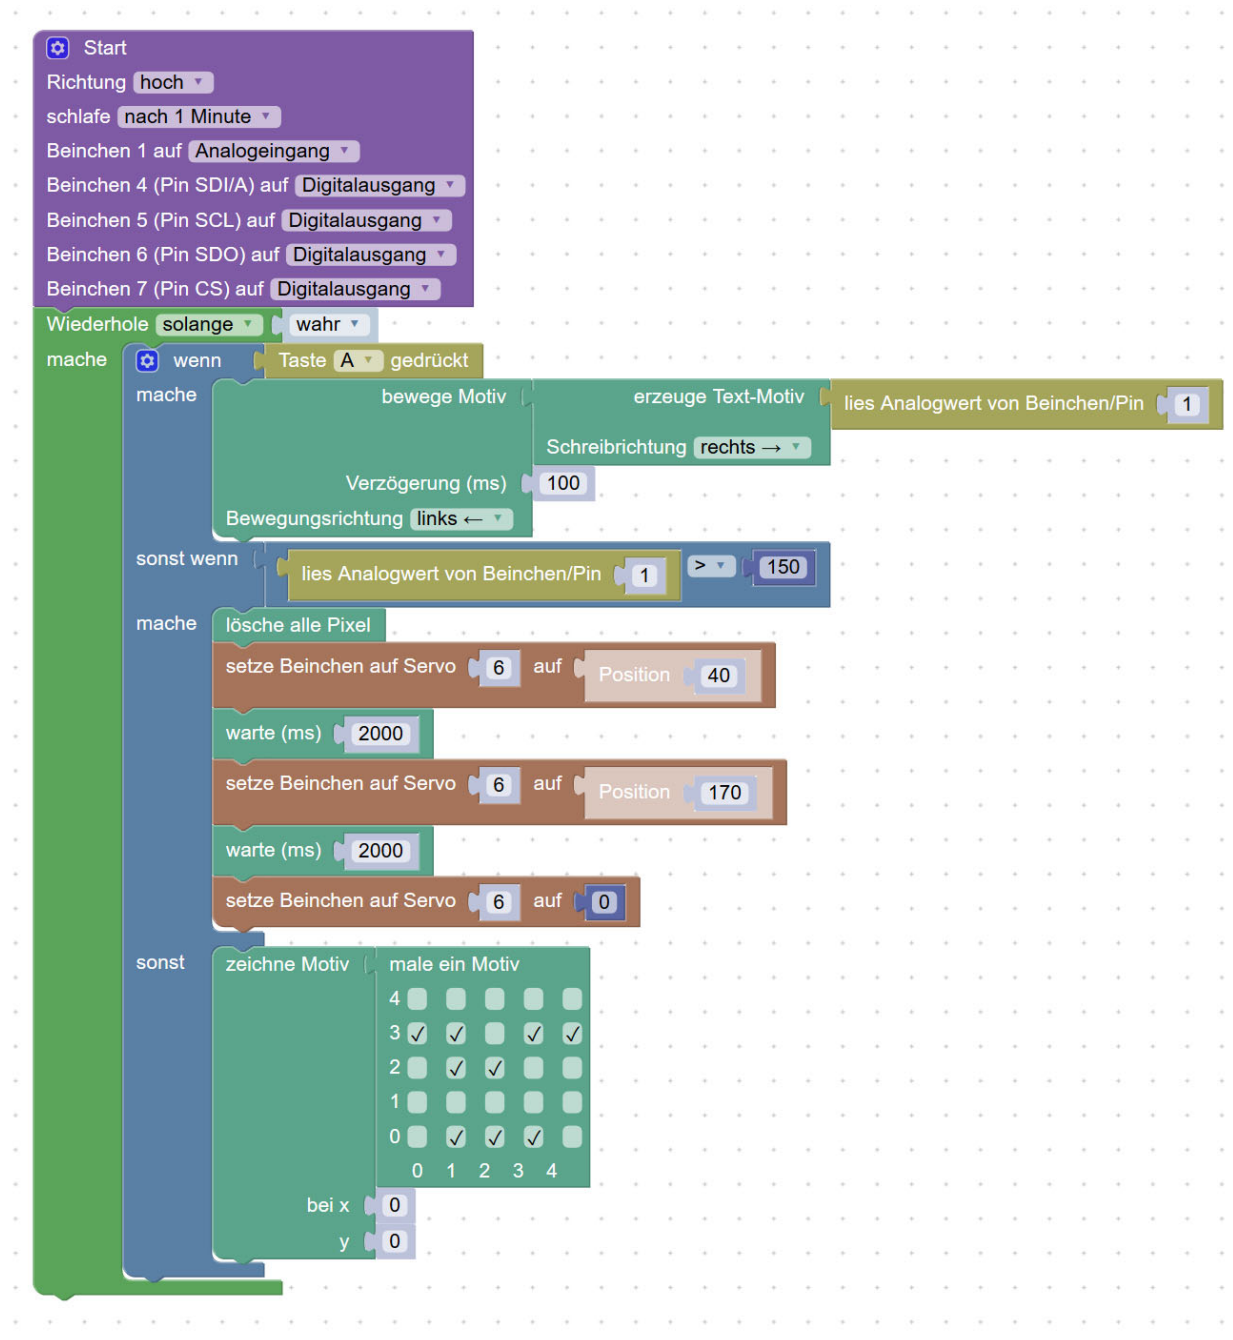 Start
Richtung hoch
schlafe nach 1 Minute
Beinchen 1 auf Analogeingang
Beinchen 4 (Pin SDI/A) auf Digitalausgang
Beinchen 5 (Pin SCL) auf Digitalausgang
Beinchen 6 (Pin SDO) auf Digitalausgang
Beinchen 7 (Pin CS) auf Digitalausgang
Wiederhole solange wahr
mache wenn Taste A gedrückt
mache bewege Motiv erzeuge Text-Motiv lies Analogwert von Beinchen/Pin 1
Schreibrichtung rechts →
Verzögerung (ms) 100
Bewegungsrichtung links ←
sonst wenn lies Analogwert von Beinchen/Pin 1 > 150
mache lösche alle Pixel
setze Beinchen auf Servo 6 auf Position 40
warte (ms) 2000
setze Beinchen auf Servo 6 auf Position 170
warte (ms) 2000
setze Beinchen auf Servo 6 auf 0
sonst zeichne Motiv male ein Motiv
4
3 ✓ ✓ ✓ ✓
2 ✓ ✓
1
0 ✓ ✓ ✓
0 1 2 3 4
bei x 0
y 0